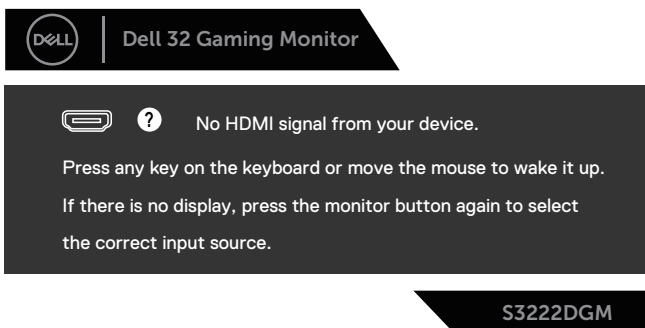 DELL
Dell 32 Gaming Monitor
? No HDMI signal from your device.
Press any key on the keyboard or move the mouse to wake it up.
If there is no display, press the monitor button again to select
the correct input source.
S3222DGM